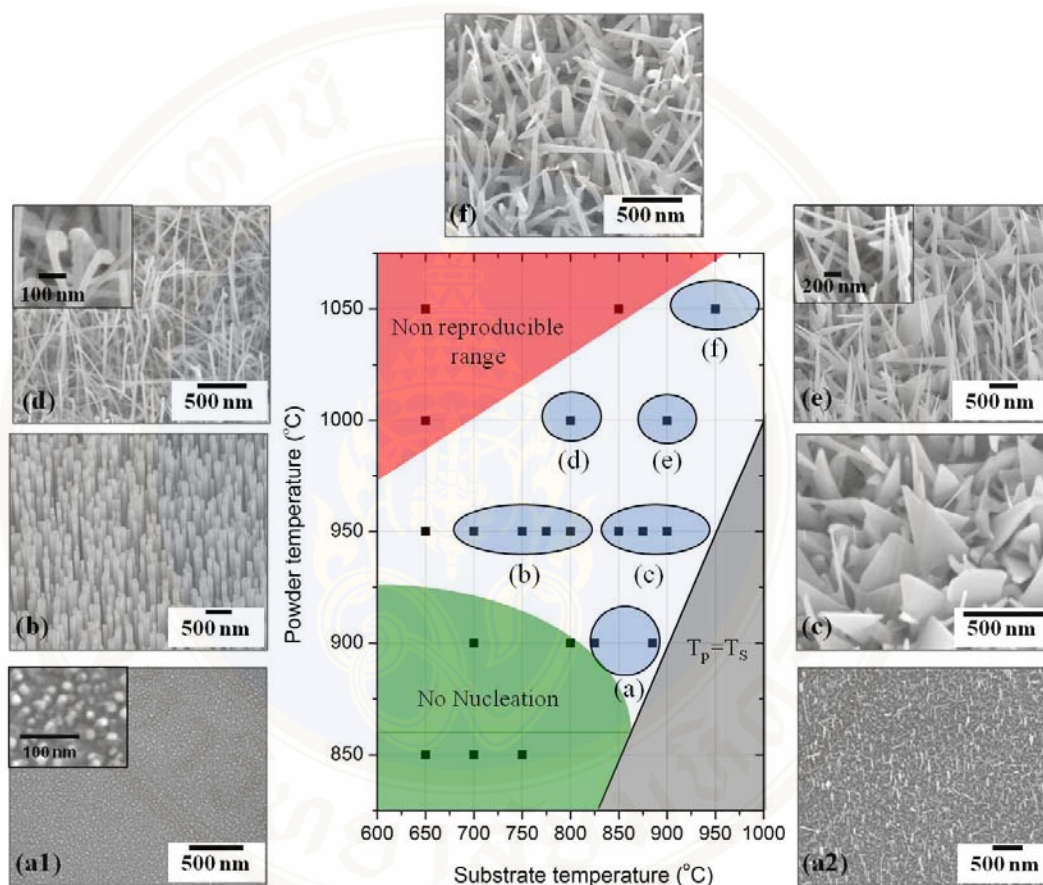 (f)
500 nm
100 nm
(d)
500 nm
200 nm
(e)
500 nm
(b)
500 nm
(c)
500 nm
100 nm
(a1)
500 nm
(a2)
500 nm
Powder temperature (°C)
1050
1000
950
900
850
Non reproducible
range
(f)
(d)
(e)
(b)
(c)
(a)
No Nucleation
T_P=T_S
600 650 700 750 800 850 900 950 1000
Substrate temperature (°C)